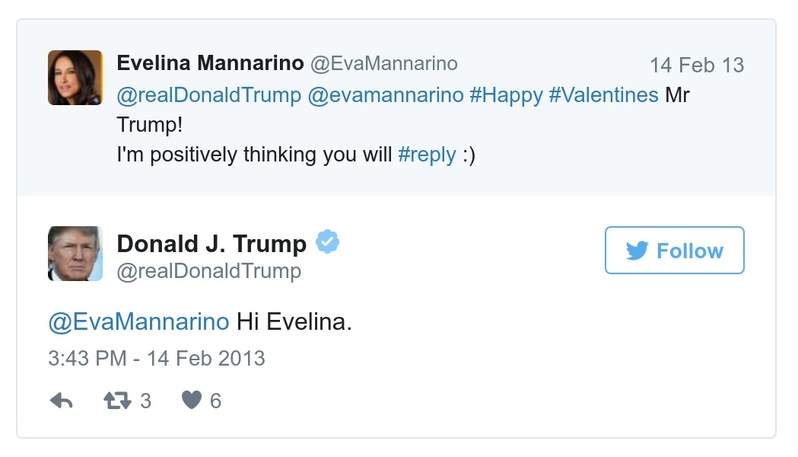 Evelina Mannarino @EvaMannarino 14 Feb 13
@realDonaldTrump @evamannarino #Happy #Valentines Mr
Trump!
I'm positively thinking you will #reply :)
Donald J. Trump
Follow
@realDonaldTrump
@EvaMannarino Hi Evelina.
3:43 PM - 14 Feb 2013
3 6